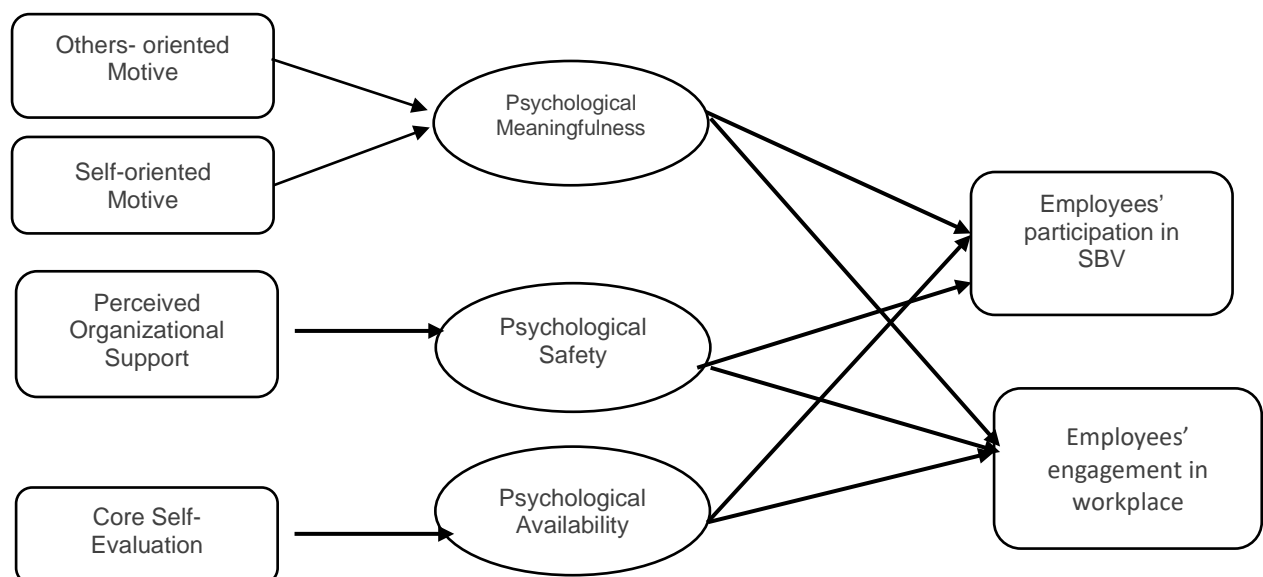 Others- oriented
Motive
Self-oriented
Motive
Perceived
Organizational
Support
Core Self-
Evaluation
Psychological
Meaningfulness
Psychological
Safety
Psychological
Availability
Employees’
participation in
SBV
Employees’
engagement in
workplace